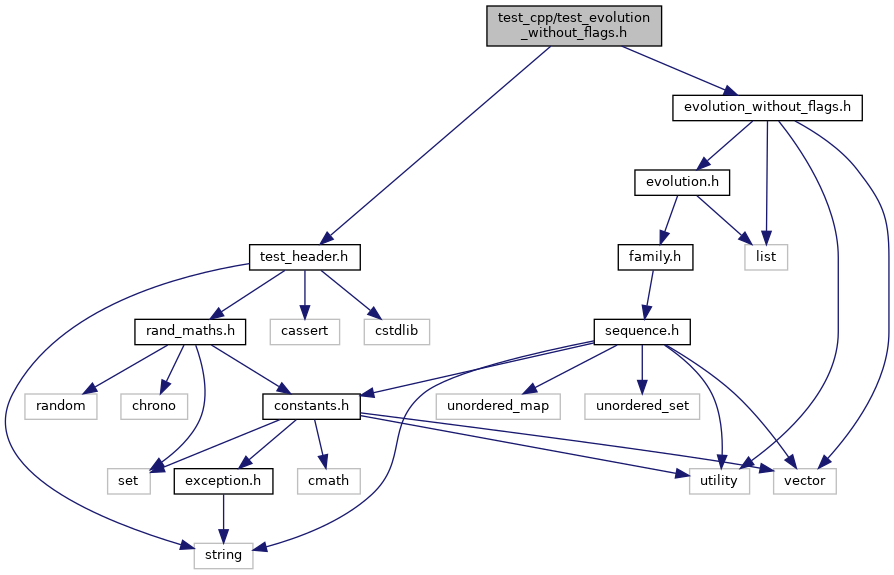 test_cpp/test_evolution
_without_flags.h
evolution_without_flags.h
evolution.h
test_header.h
family.h
list
rand_maths.h
cassert
cstdlib
sequence.h
random
chrono
constants.h
unordered_map
unordered_set
set
exception.h
cmath
utility
vector
string